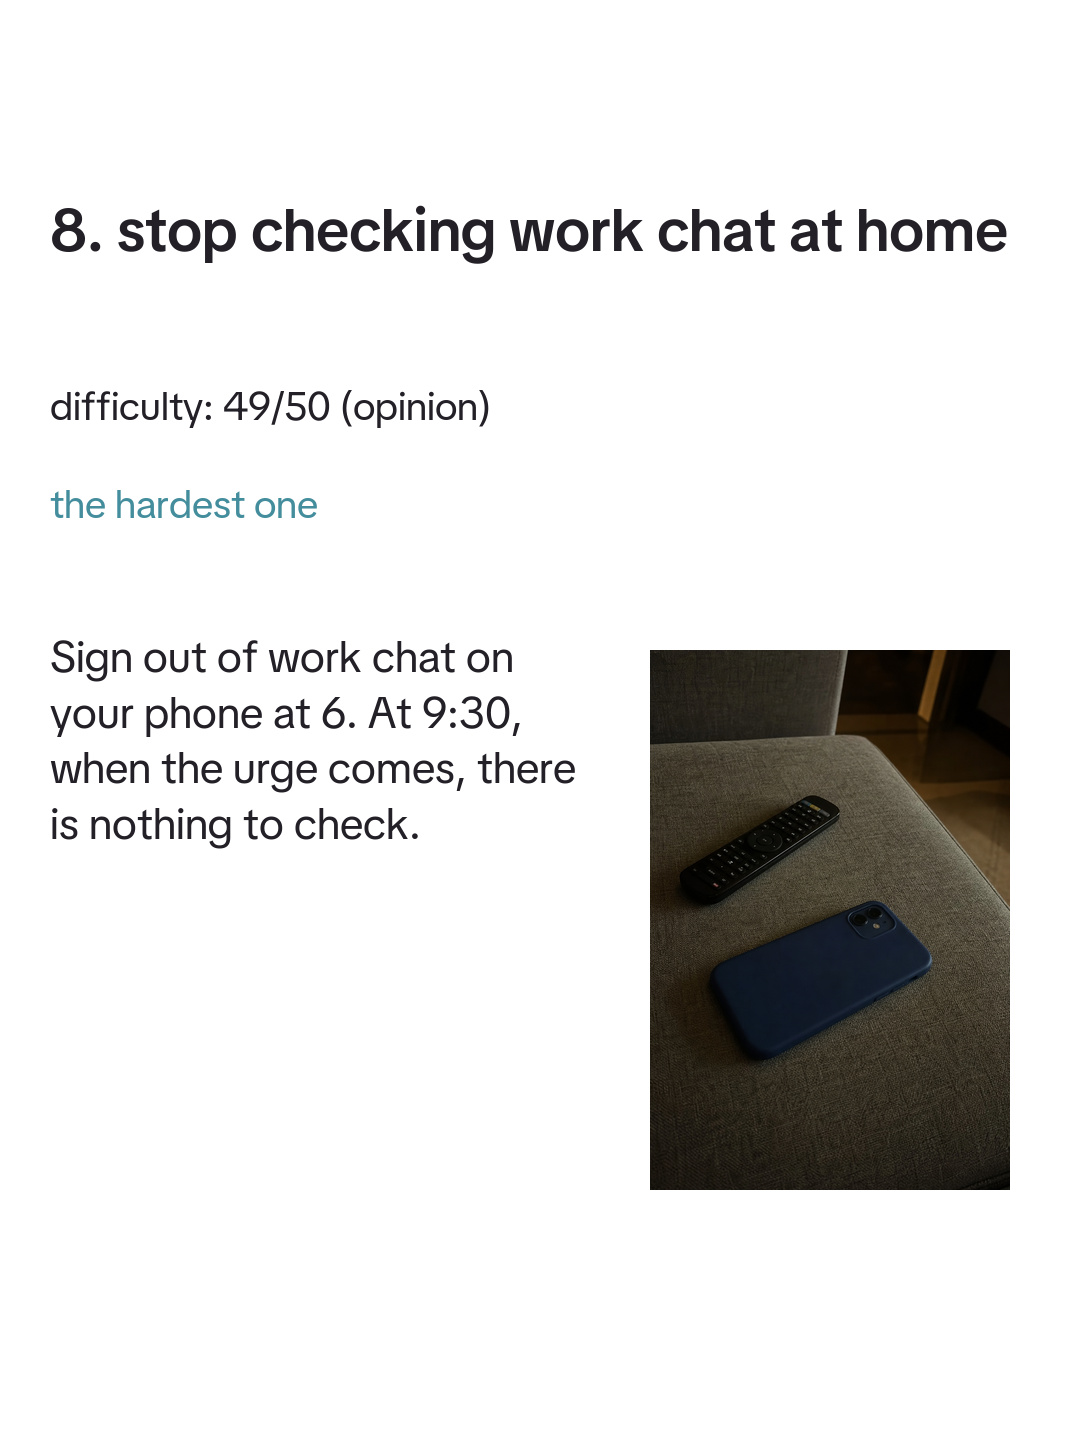 8. stop checking work chat at home
difficulty: 49/50 (opinion)
the hardest one
Sign out of work chat on
your phone at 6. At 9:30,
when the urge comes, there
is nothing to check.